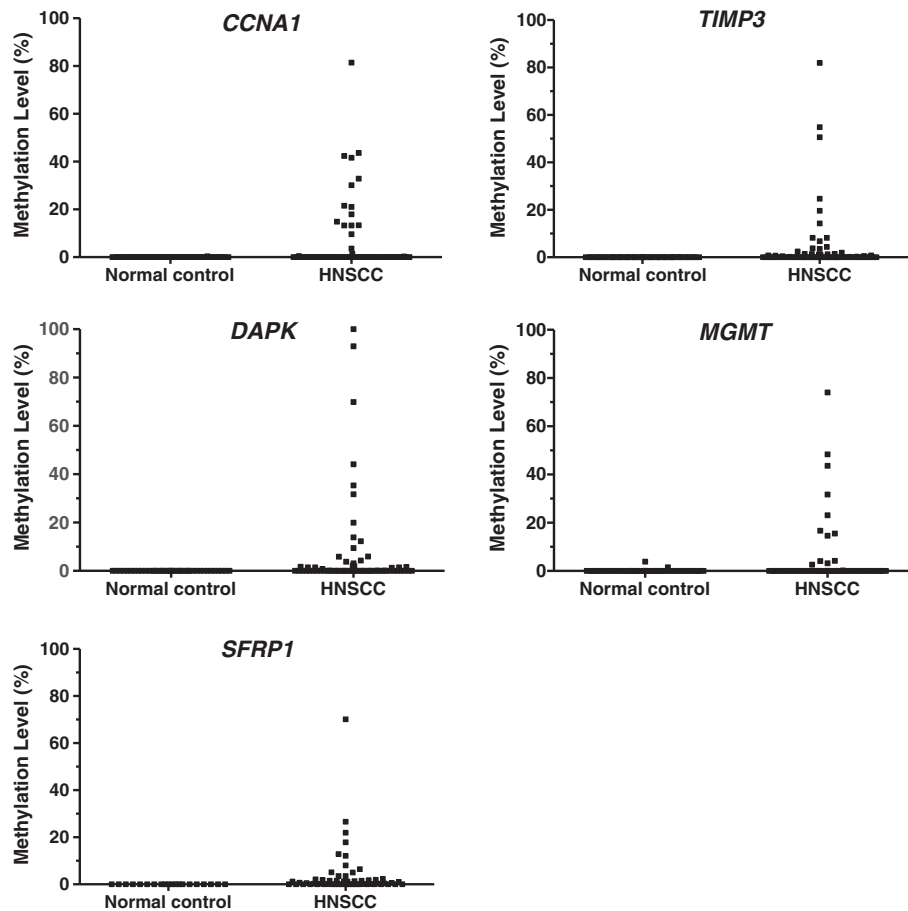 CCNA1
Methylation Level (%)
100
80
60
40
20
0
Normal control
HNSCC
TIMP3
Methylation Level (%)
100
80
60
40
20
0
Normal control
HNSCC
DAPK
Methylation Level (%)
100
80
60
40
20
0
Normal control
HNSCC
MGMT
Methylation Level (%)
100
80
60
40
20
0
Normal control
HNSCC
SFRP1
Methylation Level (%)
100
80
60
40
20
0
Normal control
HNSCC